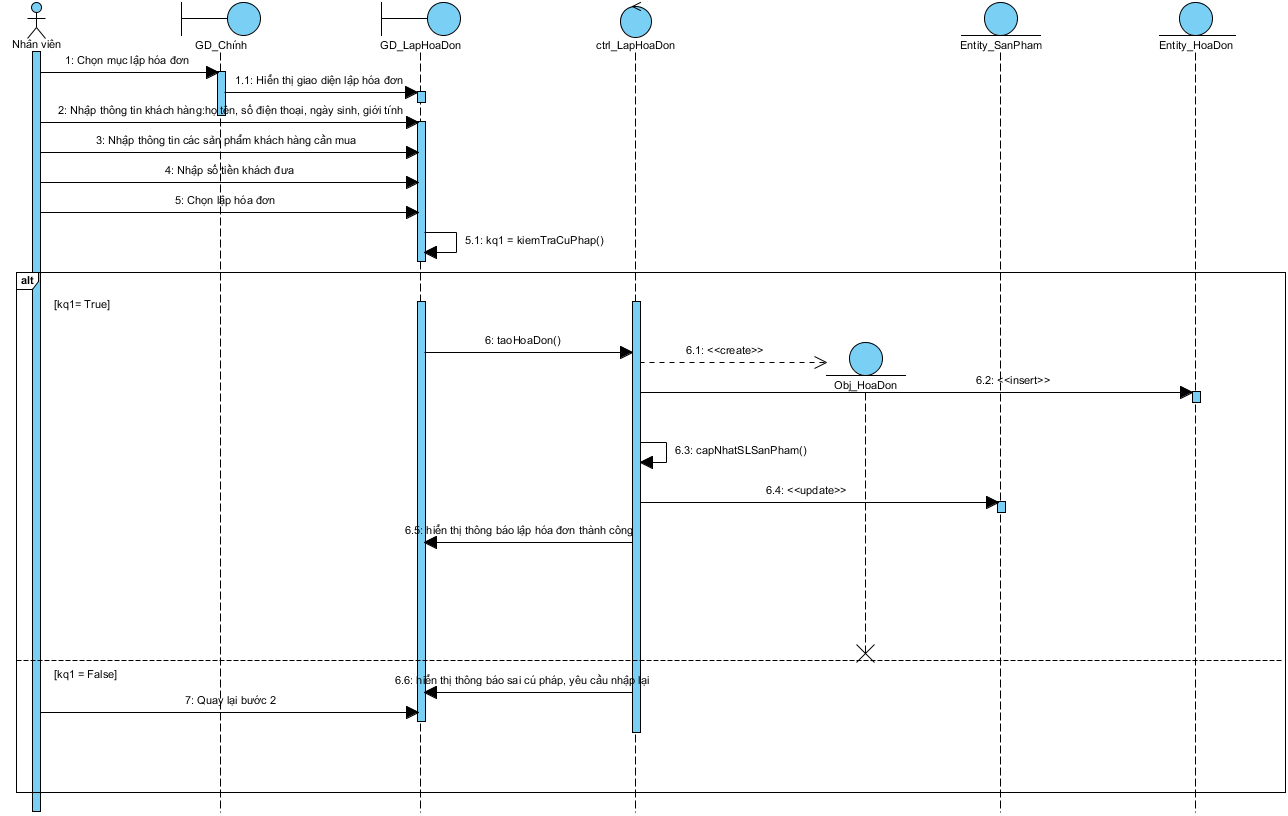 Nhân viên
GD_Chính
GD_LapHoaDon
ctrl_LapHoaDon
Entity_SanPham
Entity_HoaDon
1: Chọn mục lập hóa đơn
1.1: Hiển thị giao diện lập hóa đơn
2: Nhập thông tin khách hàng:họ tên, số điện thoại, ngày sinh, giới tính
3: Nhập thông tin các sản phẩm khách hàng cần mua
4: Nhập số tiền khách đưa
5: Chọn lập hóa đơn
5.1: kq1 = kiemTraCuPhap()
alt
[kq1= True]
6: taoHoaDon()
6.1: <<create>>
Obj_HoaDon
6.2: <<insert>>
6.3: capNhatSLSanPham()
6.4: <<update>>
6.5: hiển thị thông báo lập hóa đơn thành công
[kq1 = False]
6.6: hiển thị thông báo sai cú pháp, yêu cầu nhập lại
7: Quay lại bước 2